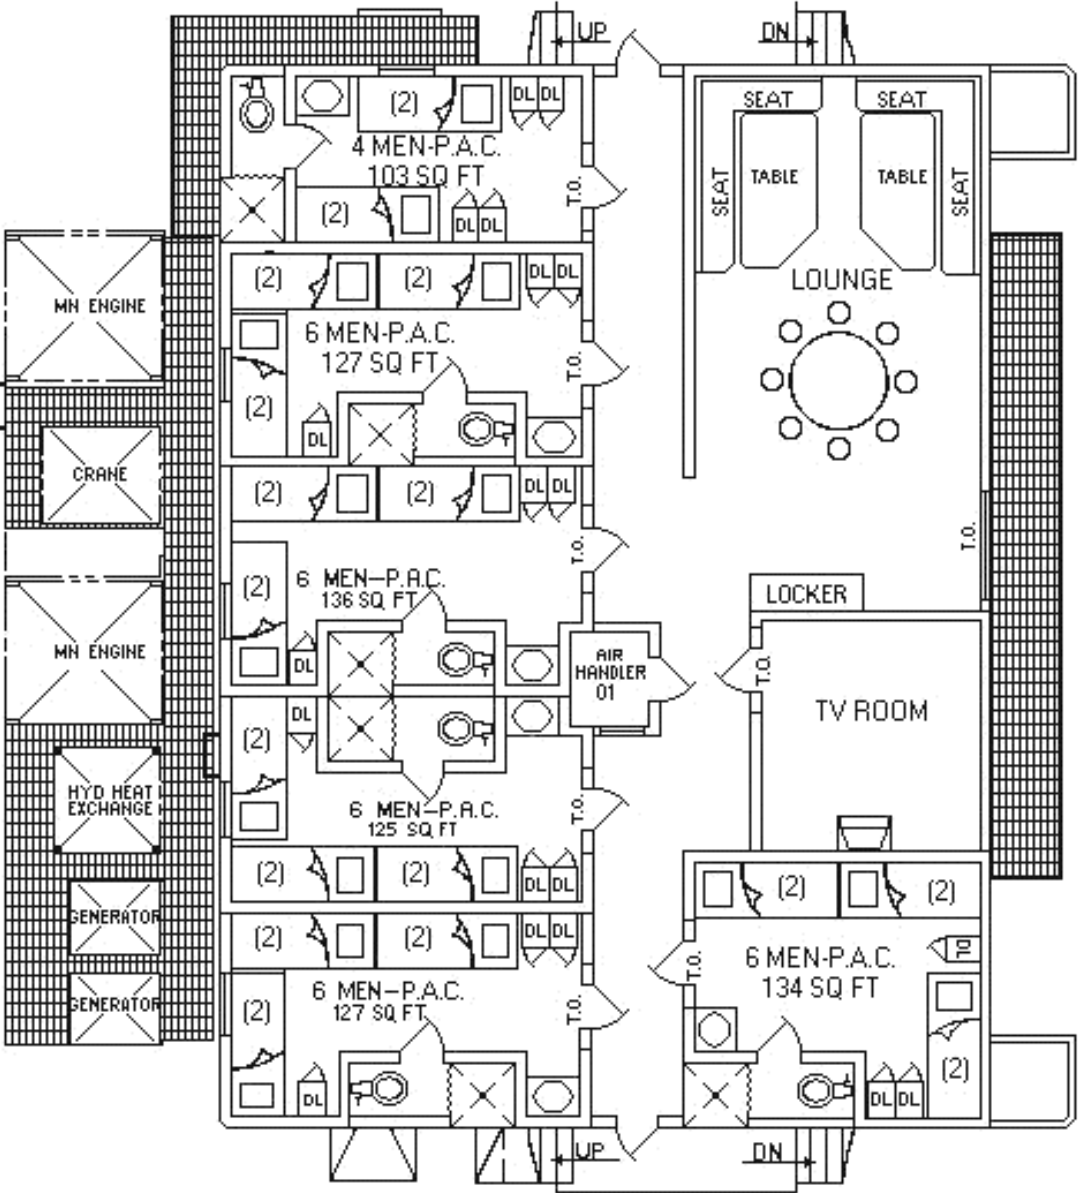 UP
DN
(2)
DL DL
SEAT
SEAT
4 MEN-P.A.C.
103 SQ FT
T.O.
TABLE
TABLE
SEAT
SEAT
(2)
DL DL
LOUNGE
(2)
(2)
DL DL
MN ENGINE
6 MEN-P.A.C.
127 SQ FT
T.O.
(2)
DL
CRANE
(2)
(2)
DL DL
T.O.
T.O.
6 MEN-P.A.C.
136 SQ FT
(2)
LOCKER
MN ENGINE
DL
AIR
HANDLER
01
T.O.
TV ROOM
DL
(2)
HYD HEAT
EXCHANGE
6 MEN-P.A.C.
125 SQ FT
T.O.
(2)
(2)
DL DL
(2)
(2)
GENERATOR
(2)
(2)
DL DL
DL
6 MEN-P.A.C.
134 SQ FT
T.O.
GENERATOR
6 MEN-P.A.C.
127 SQ FT
T.O.
(2)
(2)
DL
DL DL
UP
DN